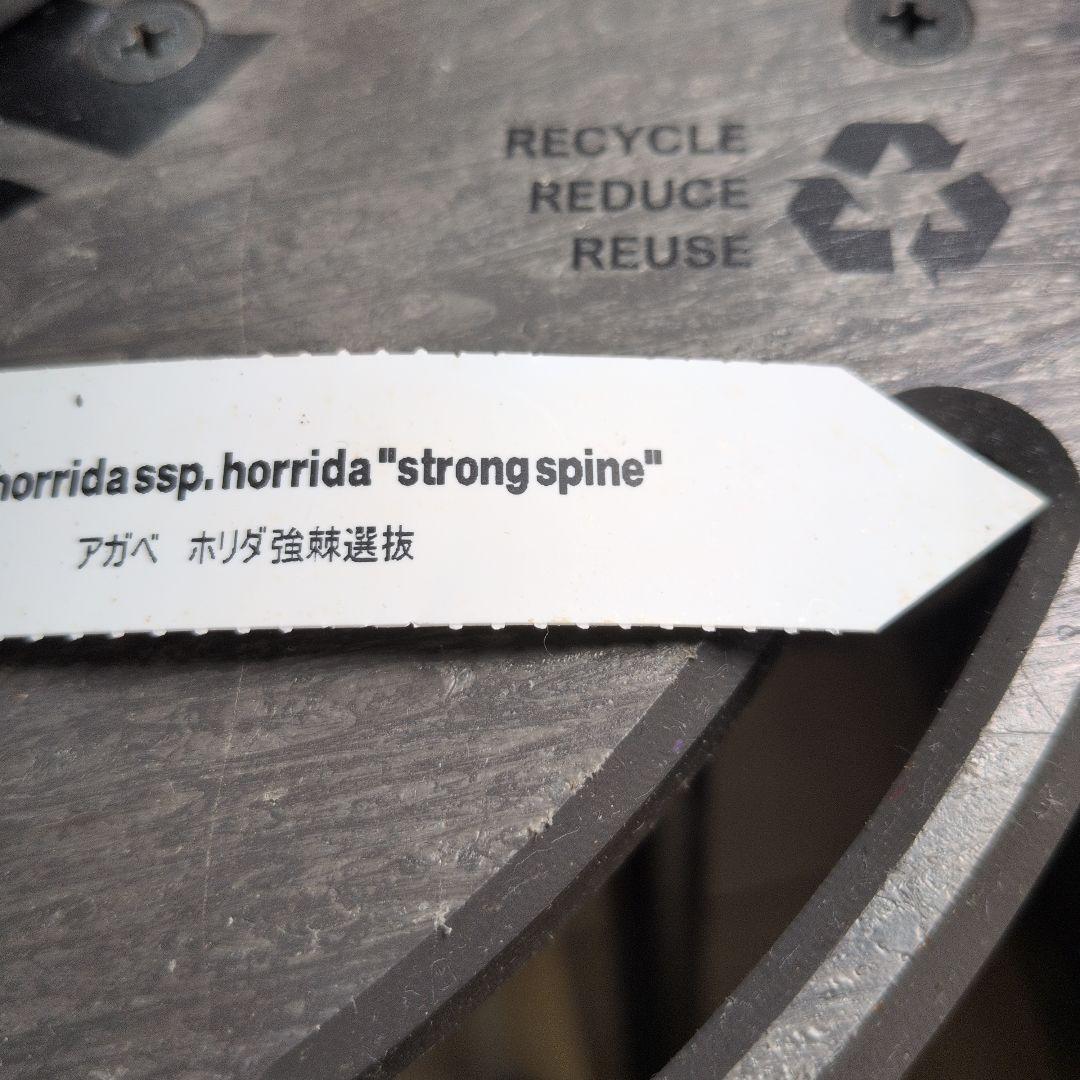 RECYCLE
REDUCE
REUSE
horrida ssp. horrida "strong spine"
アガベ ホリダ強棘選抜